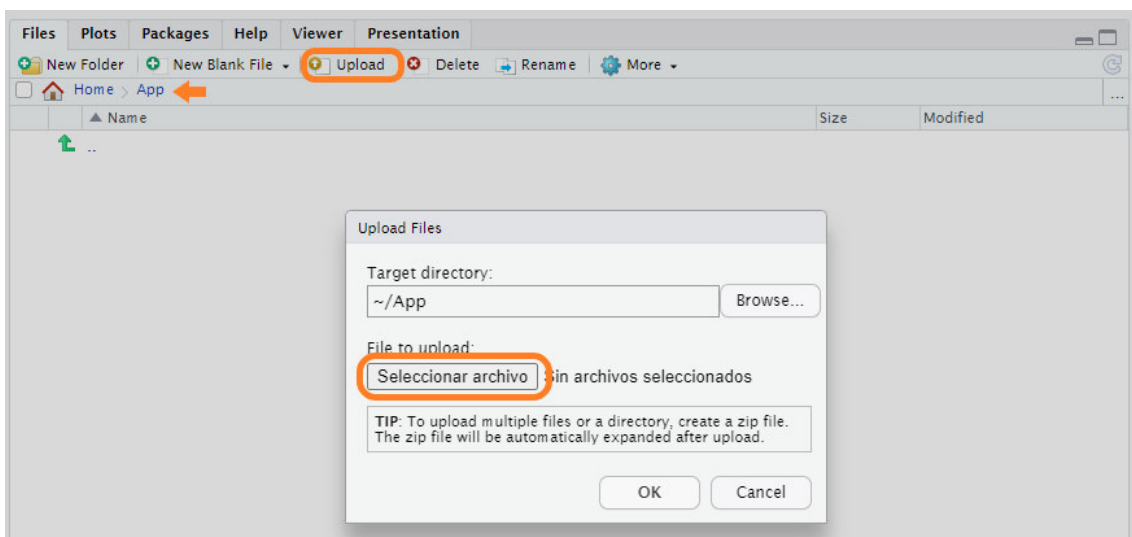 Files Plots Packages Help Viewer Presentation
New Folder New Blank File Upload Delete Rename More
Home App
...
Name Size Modified
..
Upload Files
Target directory:
~/App Browse...
File to upload:
Seleccionar archivo Sin archivos seleccionados
TIP: To upload multiple files or a directory, create a zip file.
The zip file will be automatically expanded after upload.
OK Cancel